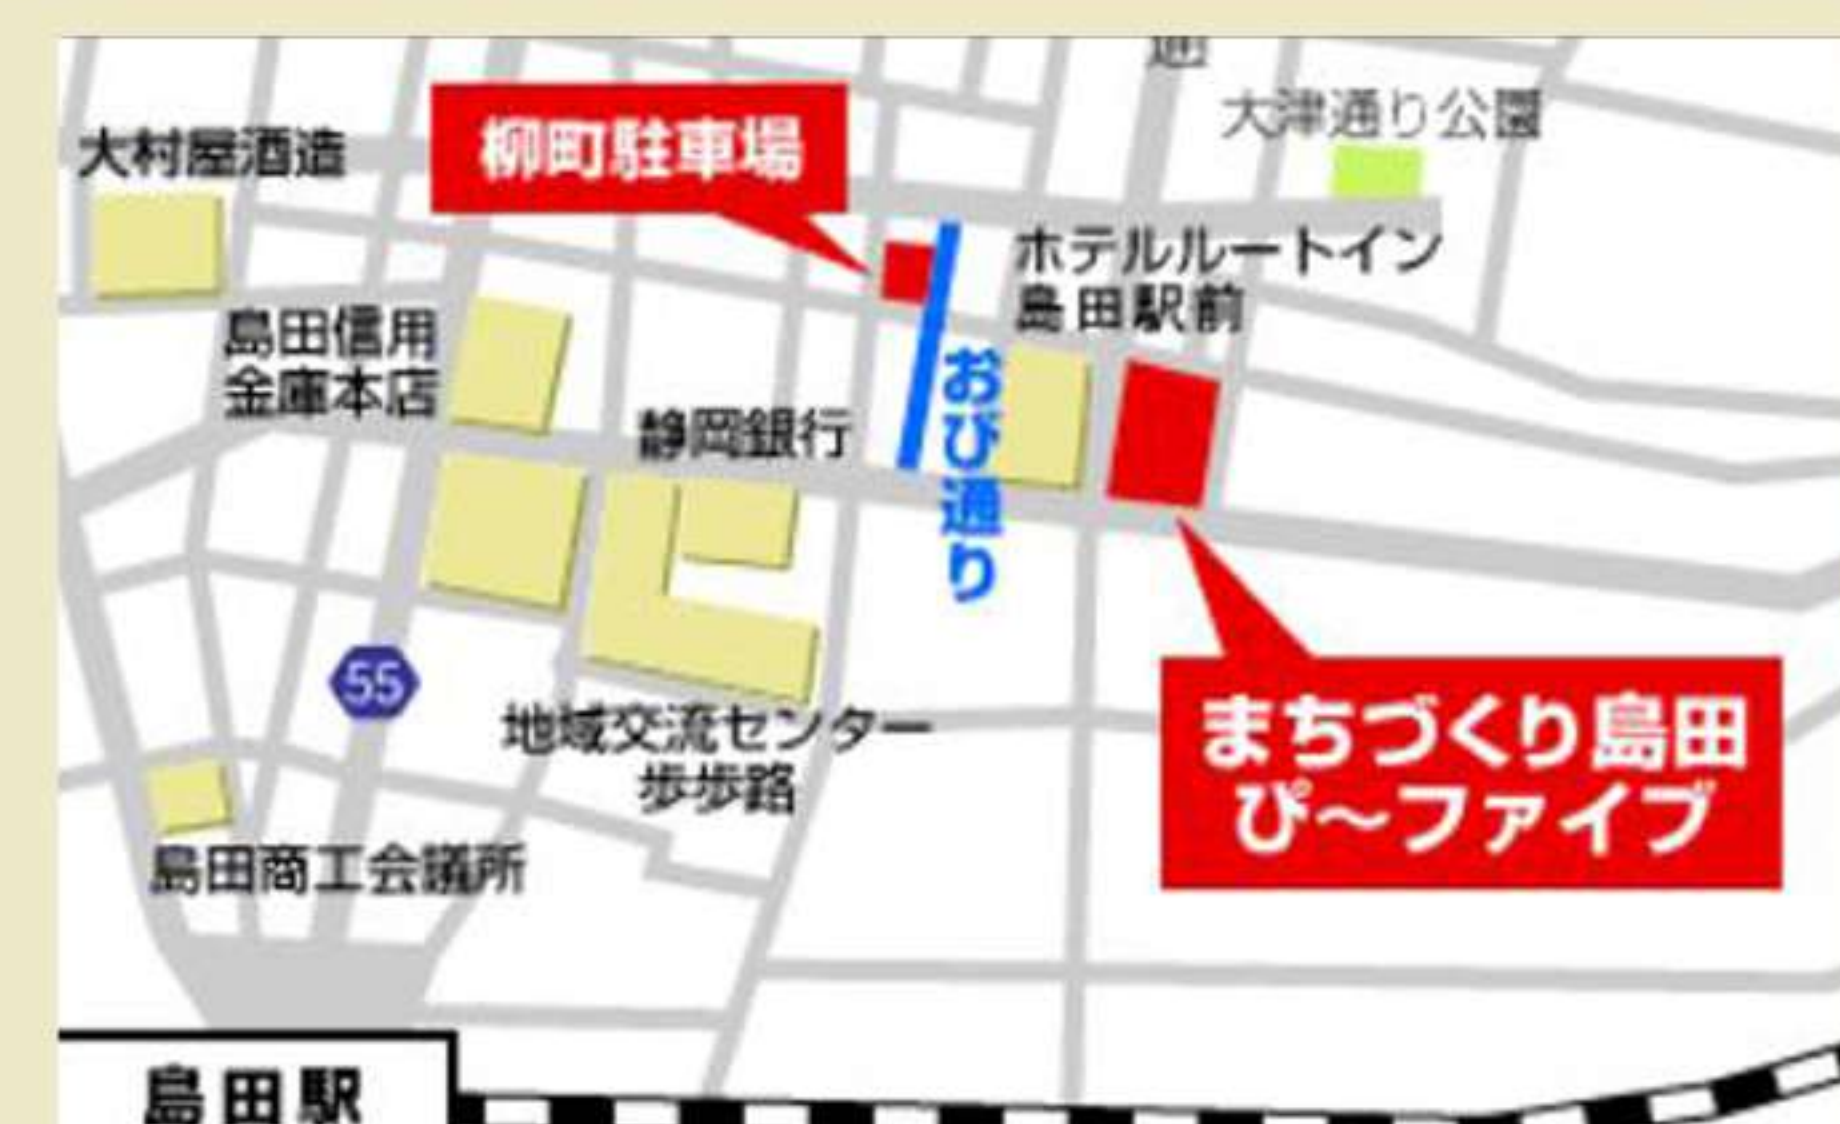 通
大津通り公園
大村屋酒造
柳町駐車場
ホテルルートイン
島田駅前
島田信用
金庫本店
静岡銀行
おび通り
55
地域交流センター
歩歩路
まちづくり島田
ぴ～ファイブ
島田商工会議所
島田駅